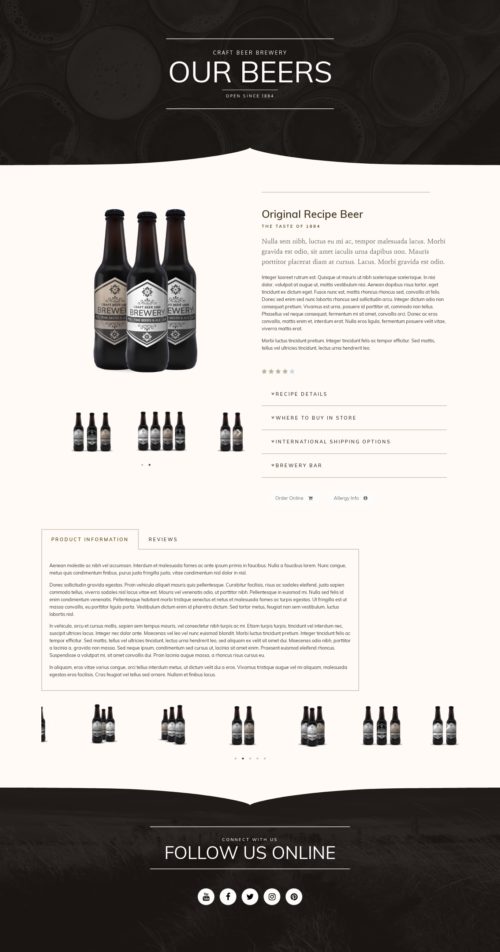 CRAFT BEER BREWERY
OUR BEERS
OPEN SINCE 1884
CRAFT BEER 1884
BREWERY
Original Recipe Beer
THE TASTE OF 1884
Nulla sem nibh, luctus eu mi ac, tempor malesuada lacus. Morbi
gravida est odio, sit amet iaculis urna dapibus non. Mauris
porttitor placerat diam at cursus. Lacus. Morbi gravida est odio.
Integer laoreet rutrum est. Quisque ut mauris ut nibh scelerisque scelerisque. In nisi
dolor, volutpat at augue ut, mattis vestibulum nisi. Aenean dapibus risus tortor, eget
tincidunt ex dictum eget. Fusce nunc est, mattis rhoncus rhoncus sed, convallis at felis.
Donec sed enim sed nunc lobortis rhoncus sed sollicitudin arcu. Integer dictum odio non
consequat pretium. Vivamus est eros, posuere id porttitor at, commodo non tellus.
Phasellus vel neque consequat, fermentum mi sit amet, convallis orci. Donec ac eros
convallis, mattis enim et, interdum erat. Nulla eros ligula, fermentum posuere velit vitae,
viverra mattis erat.
Morbi luctus tincidunt pretium. Integer tincidunt felis ac tempor efficitur. Sed mattis,
tellus vel ultricies tincidunt, lectus urna hendrerit leo.
RECIPE DETAILS
WHERE TO BUY IN STORE
INTERNATIONAL SHIPPING OPTIONS
BREWERY BAR
Order Online
Allergy Info
PRODUCT INFORMATION
REVIEWS
Aenean molestie ac nibh vel accumsan. Interdum et malesuada fames ac ante ipsum primis in faucibus. Nulla a faucibus lorem. Nunc congue,
metus quis condimentum finibus, purus justo fringilla justo, vitae condimentum nisl dolor in nisl.
Donec sollicitudin gravida egestas. Proin vehicula aliquet mauris quis pellentesque. Curabitur facilisis, risus ac sodales eleifend, justo sapien
commodo tellus, viverra sodales nisl lacus vitae est. Mauris vel venenatis odio, ut porttitor nibh. Pellentesque in euismod mi. Nulla sed felis id
enim condimentum venenatis. Pellentesque habitant morbi tristique senectus et netus et malesuada fames ac turpis egestas. Ut fringilla est ut
massa convallis, eu porttitor ligula porta. Vestibulum dictum enim id pharetra dictum. Sed tortor metus, feugiat non sem vestibulum, luctus
lobortis nisl.
In vehicula, arcu et cursus mollis, sapien sem tempus mauris, vel consectetur nibh turpis ac mi. Etiam turpis turpis, tincidunt vel interdum nec,
suscipit ultrices lacus. Integer nec dolor ante. Maecenas vel leo vel nunc euismod blandit. Morbi luctus tincidunt pretium. Integer tincidunt felis ac
tempor efficitur. Sed mattis, tellus vel ultricies tincidunt, lectus urna hendrerit leo, sed aliquam ex velit sit amet dui. Maecenas odio nibh, porttitor
a lacinia a, gravida non massa. Sed neque ipsum, condimentum sed cursus ut, lacinia sit amet enim. Praesent euismod eleifend rhoncus.
Suspendisse a volutpat mi, sit amet convallis dui. Proin lacinia augue massa, a rhoncus risus cursus eu.
In aliquam, eros vitae varius congue, orci tellus interdum metus, ut dictum velit dui a eros. Vivamus tristique augue vel mi aliquam, malesuada
egestas eros facilisis. Cras feugiat vel tellus sed ornare. Nullam et finibus lacus.
CONNECT WITH US
FOLLOW US ONLINE